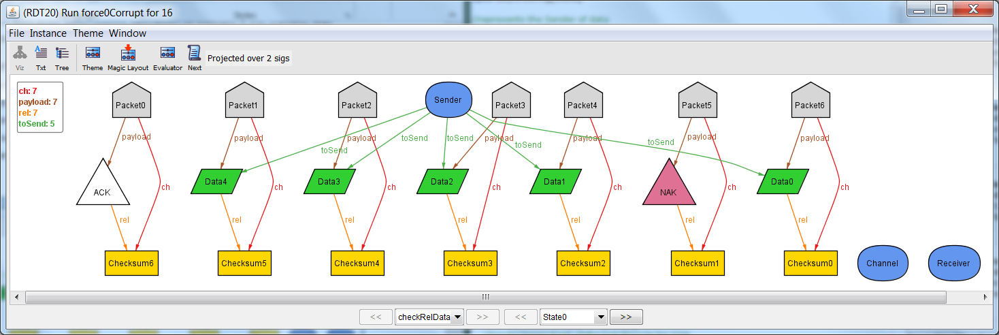 (RDT20) Run force0Corrupt for 16
File Instance Theme Window
Viz Txt Tree Theme Magic Layout Evaluator Next Projected over 2 sigs
ch: 7
payload: 7
rel: 7
toSend: 5
Packet0 Packet1 Packet2 Sender Packet3 Packet4 Packet5 Packet6
payload payload payload toSend toSend payload payload payload payload
toSend toSend toSend
ACK Data4 Data3 Data2 Data1 NAK Data0
ch ch ch ch ch ch ch
rel rel rel rel rel rel rel
Checksum6 Checksum5 Checksum4 Checksum3 Checksum2 Checksum1 Checksum0 Channel Receiver
<< checkRelData >> << State0 >>